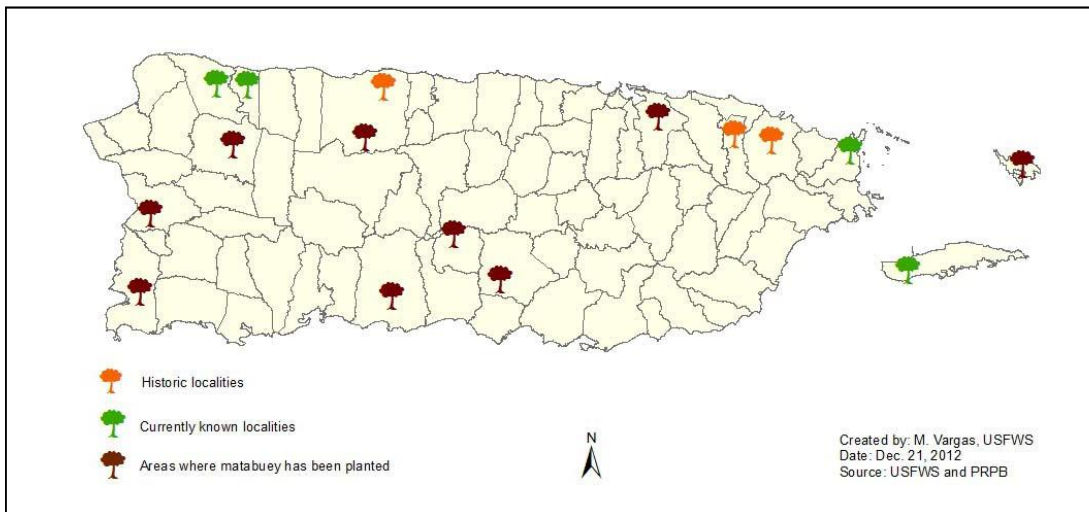 Historic localities
Currently known localities
Areas where matabuey has been planted
N
Created by: M. Vargas, USFWS
Date: Dec. 21, 2012
Source: USFWS and PRPB